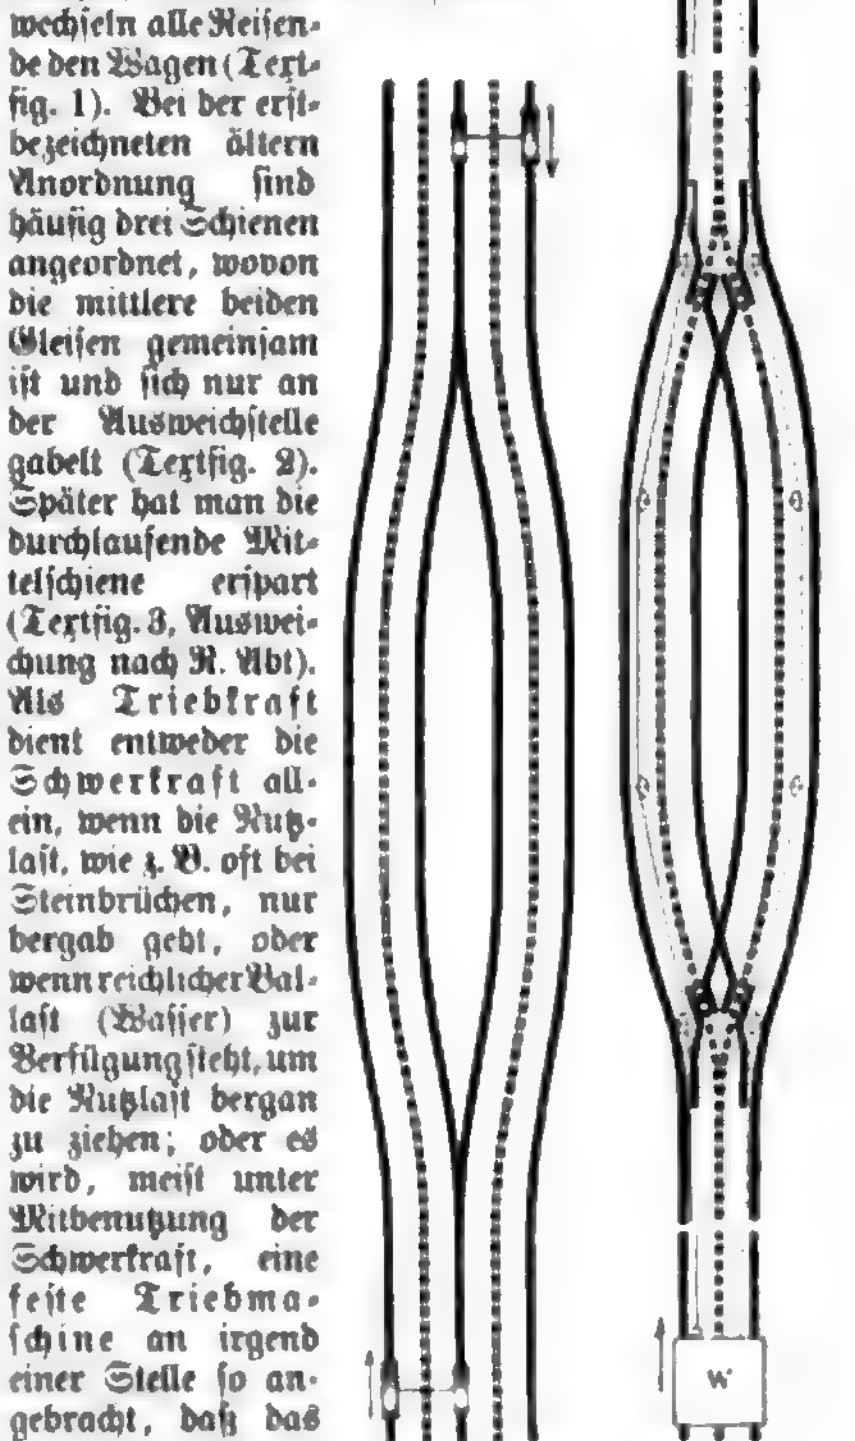 wechseln alle Reisen-
de den Wagen (Text-
fig. 1). Bei der erst-
bezeichneten ältern
Anordnung sind
häufig drei Schienen
angeordnet, wovon
die mittlere beiden
Gleisen gemeinsam
ist und sich nur an
der Ausweichstelle
gabelt (Textfig. 2).
Später hat man die
durchlaufende Mit-
telschiene erspart
(Textfig. 3, Auswei-
chung nach R. Abt).
Als Triebkraft
dient entweder die
Schwerkraft all-
ein, wenn die Nutz-
last, wie z. B. oft bei
Steinbrüchen, nur
bergab geht, oder
wenn reichlicher Bal-
last (Wasser) zur
Verfügung steht, um
die Nutzlast bergan
zu ziehen; oder es
wird, meist unter
Mitbenutzung der
Schwerkraft, eine
feste Triebma-
schine an irgend
einer Stelle so an-
gebracht, daß das
W